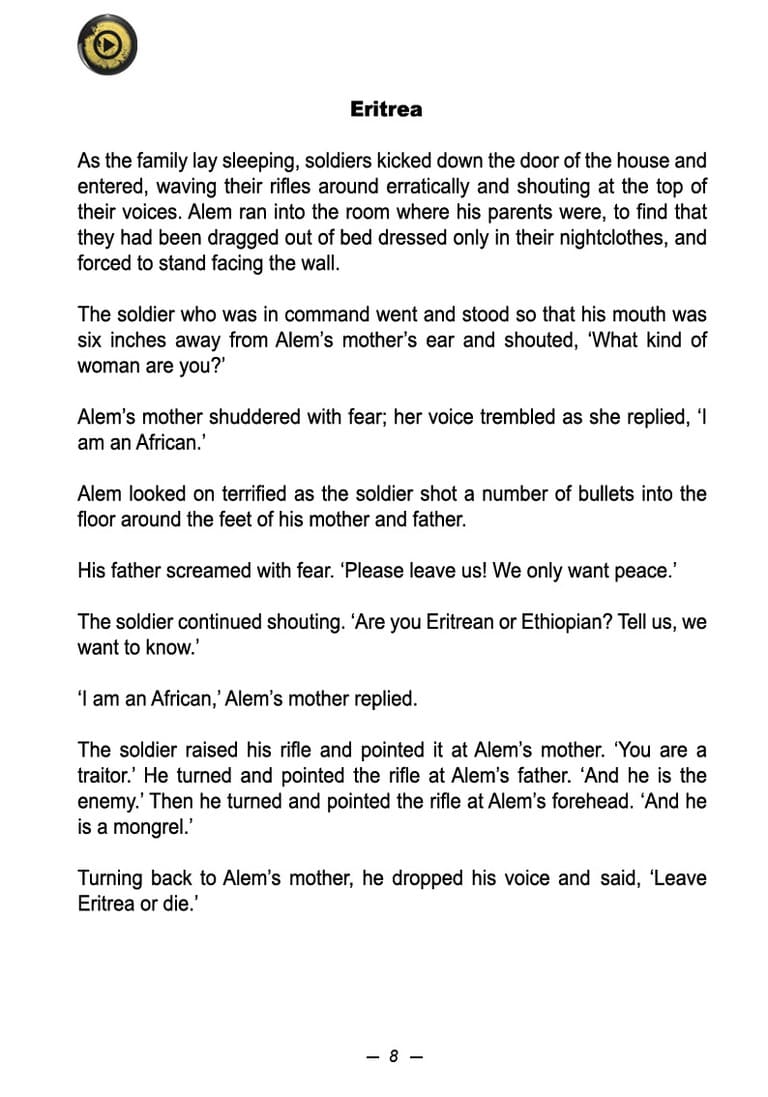 Eritrea
As the family lay sleeping, soldiers kicked down the door of the house and
entered, waving their rifles around erratically and shouting at the top of
their voices. Alem ran into the room where his parents were, to find that
they had been dragged out of bed dressed only in their nightclothes, and
forced to stand facing the wall.
The soldier who was in command went and stood so that his mouth was
six inches away from Alem’s mother’s ear and shouted, ‘What kind of
woman are you?’
Alem’s mother shuddered with fear; her voice trembled as she replied, ‘I
am an African.’
Alem looked on terrified as the soldier shot a number of bullets into the
floor around the feet of his mother and father.
His father screamed with fear. ‘Please leave us! We only want peace.’
The soldier continued shouting. ‘Are you Eritrean or Ethiopian? Tell us, we
want to know.’
‘I am an African,’ Alem’s mother replied.
The soldier raised his rifle and pointed it at Alem’s mother. ‘You are a
traitor.’ He turned and pointed the rifle at Alem’s father. ‘And he is the
enemy.’ Then he turned and pointed the rifle at Alem’s forehead. ‘And he
is a mongrel.’
Turning back to Alem’s mother, he dropped his voice and said, ‘Leave
Eritrea or die.’
— 8 —